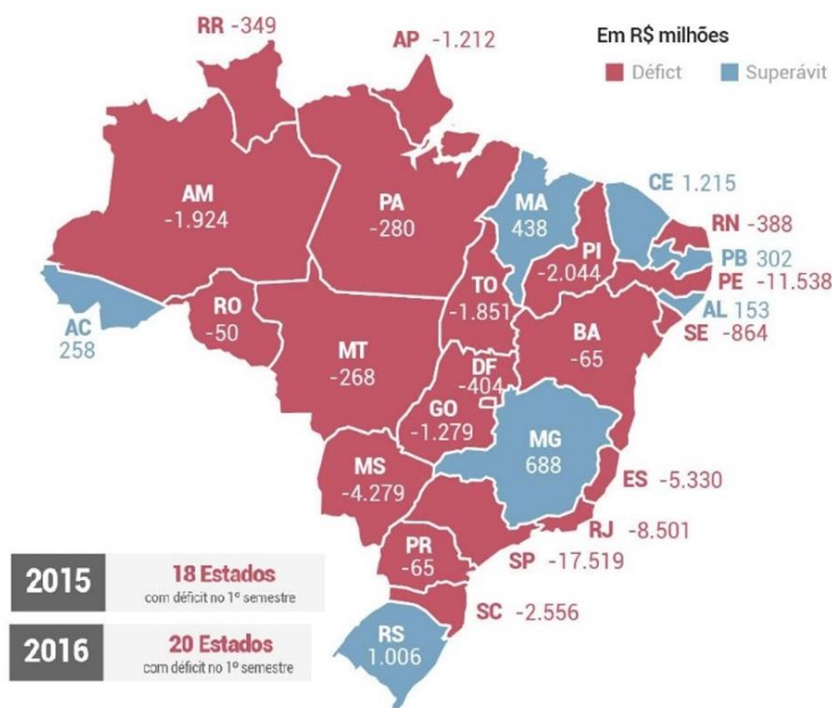 RR -349
AP -1.212
Em R$ milhões
Défict
Superávit
AM
-1.924
PA
-280
MA
438
CE 1.215
RN -388
PB 302
PE -11.538
AL 153
SE -864
PI
-2.044
TO
-1.851
AC
258
RO
-50
MT
-268
BA
-65
DF
-404
GO
-1.279
MG
688
MS
-4.279
ES -5.330
RJ -8.501
SP -17.519
PR
-65
SC -2.556
RS
1.006
2015
18 Estados
com déficit no 1º semestre
2016
20 Estados
com déficit no 1º semestre